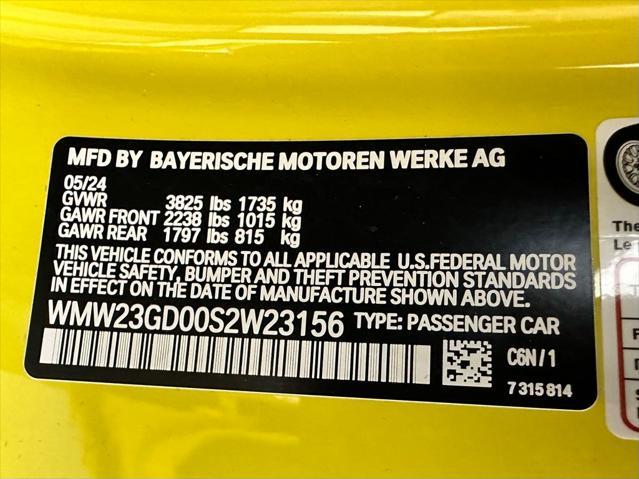 MFD BY BAYERISCHE MOTOREN WERKE AG
05/24
GVWR 3825 lbs 1735 kg
GAWR FRONT 2238 lbs 1015 kg
GAWR REAR 1797 lbs 815 kg
THIS VEHICLE CONFORMS TO ALL APPLICABLE U.S.FEDERAL MOTOR
VEHICLE SAFETY, BUMPER AND THEFT PREVENTION STANDARDS
IN EFFECT ON THE DATE OF MANUFACTURE SHOWN ABOVE.
WMW23GD00S2W23156 TYPE: PASSENGER CAR
C6N/1
7 315 814
The
Le